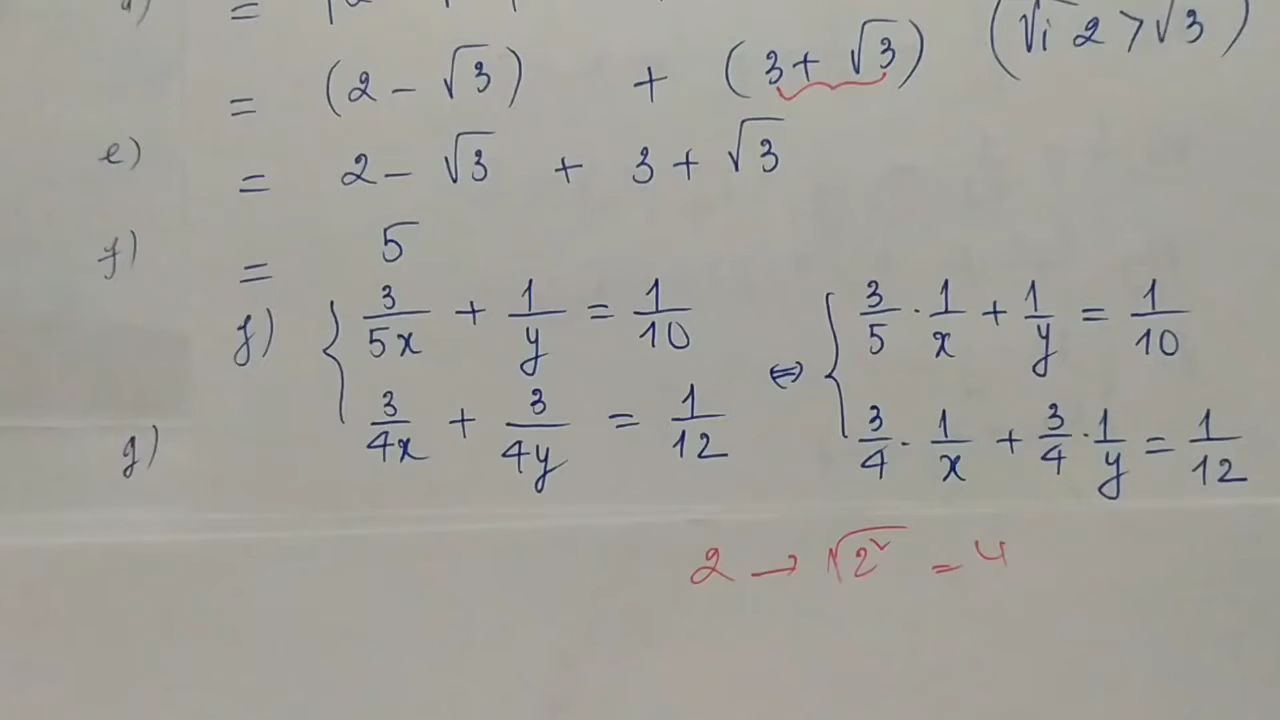 = (2 - √3) + (3 + √3) (Vì 2 > √3)
e)
= 2 - √3 + 3 + √3
f)
= 5
f) { 3/5x + 1/y = 1/10 ⇔ { 3/5 · 1/x + 1/y = 1/10
3/4x + 3/4y = 1/12 3/4 · 1/x + 3/4 · 1/y = 1/12
g)
2 → √2² = 4